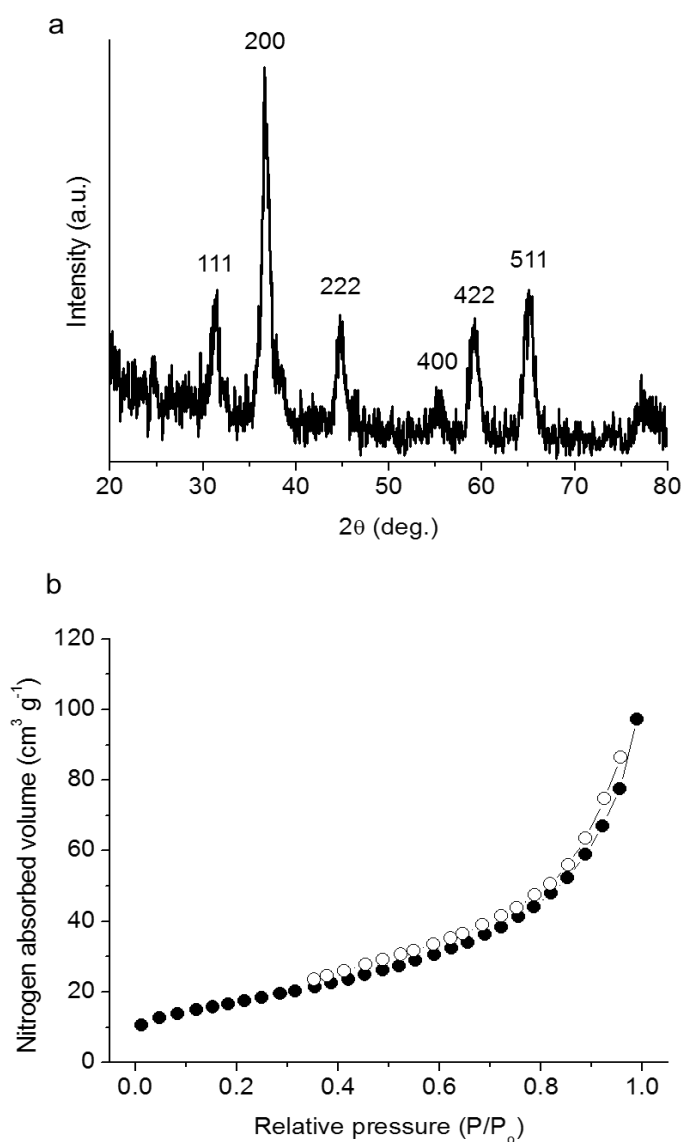 a
200
111
222
400
422
511
Intensity (a.u.)
20 30 40 50 60 70 80
2θ (deg.)
b
120
100
80
60
40
20
0
Nitrogen absorbed volume (cm³ g⁻¹)
0.0 0.2 0.4 0.6 0.8 1.0
Relative pressure (P/Pₒ)